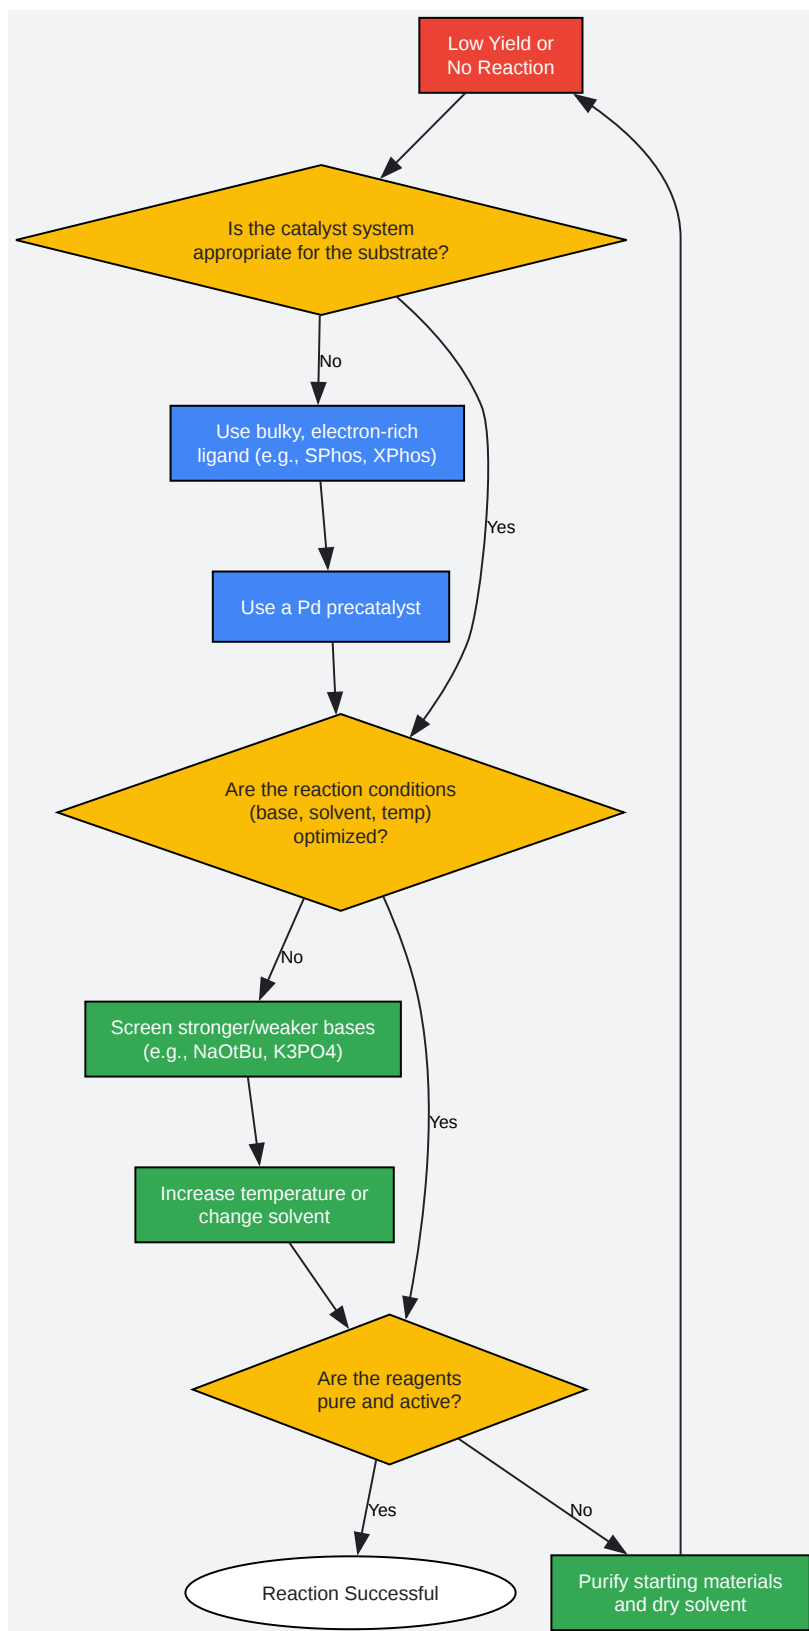 Low Yield or
No Reaction
Is the catalyst system
appropriate for the substrate?
No
Use bulky, electron-rich
ligand (e.g., SPhos, XPhos)
Yes
Use a Pd precatalyst
Are the reaction conditions
(base, solvent, temp)
optimized?
No
Screen stronger/weaker bases
(e.g., NaOtBu, K3PO4)
Yes
Increase temperature or
change solvent
Are the reagents
pure and active?
Yes
No
Reaction Successful
Purify starting materials
and dry solvent